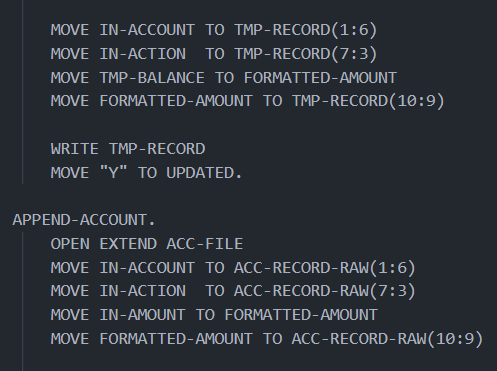 MOVE IN-ACCOUNT TO TMP-RECORD(1:6)
MOVE IN-ACTION  TO TMP-RECORD(7:3)
MOVE TMP-BALANCE TO FORMATTED-AMOUNT
MOVE FORMATTED-AMOUNT TO TMP-RECORD(10:9)
WRITE TMP-RECORD
MOVE "Y" TO UPDATED.
APPEND-ACCOUNT.
OPEN EXTEND ACC-FILE
MOVE IN-ACCOUNT TO ACC-RECORD-RAW(1:6)
MOVE IN-ACTION  TO ACC-RECORD-RAW(7:3)
MOVE IN-AMOUNT TO FORMATTED-AMOUNT
MOVE FORMATTED-AMOUNT TO ACC-RECORD-RAW(10:9)